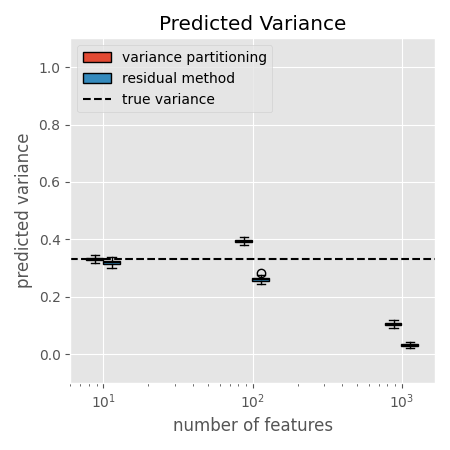 Predicted Variance
variance partitioning
residual method
true variance
1.0
0.8
0.6
0.4
0.2
0.0
predicted variance
10¹
10²
10³
number of features